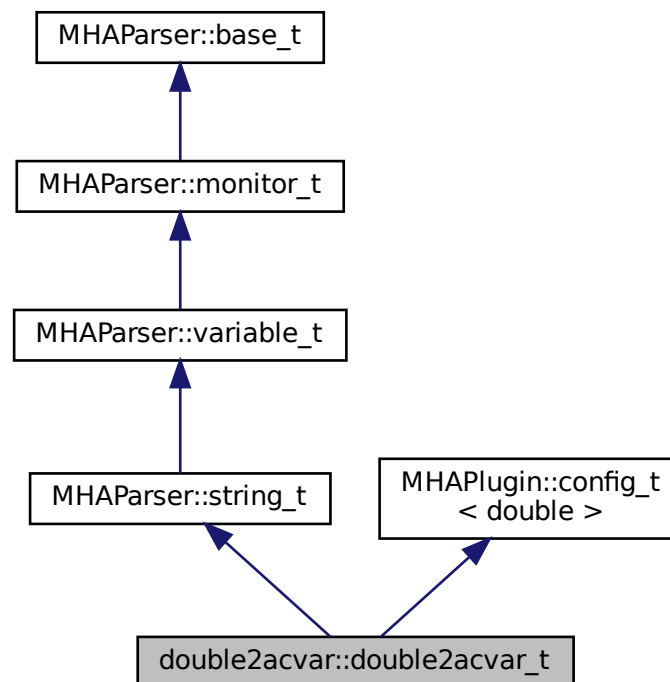 MHAParser::base_t
MHAParser::monitor_t
MHAParser::variable_t
MHAParser::string_t
MHAPlugin::config_t
< double >
double2acvar::double2acvar_t